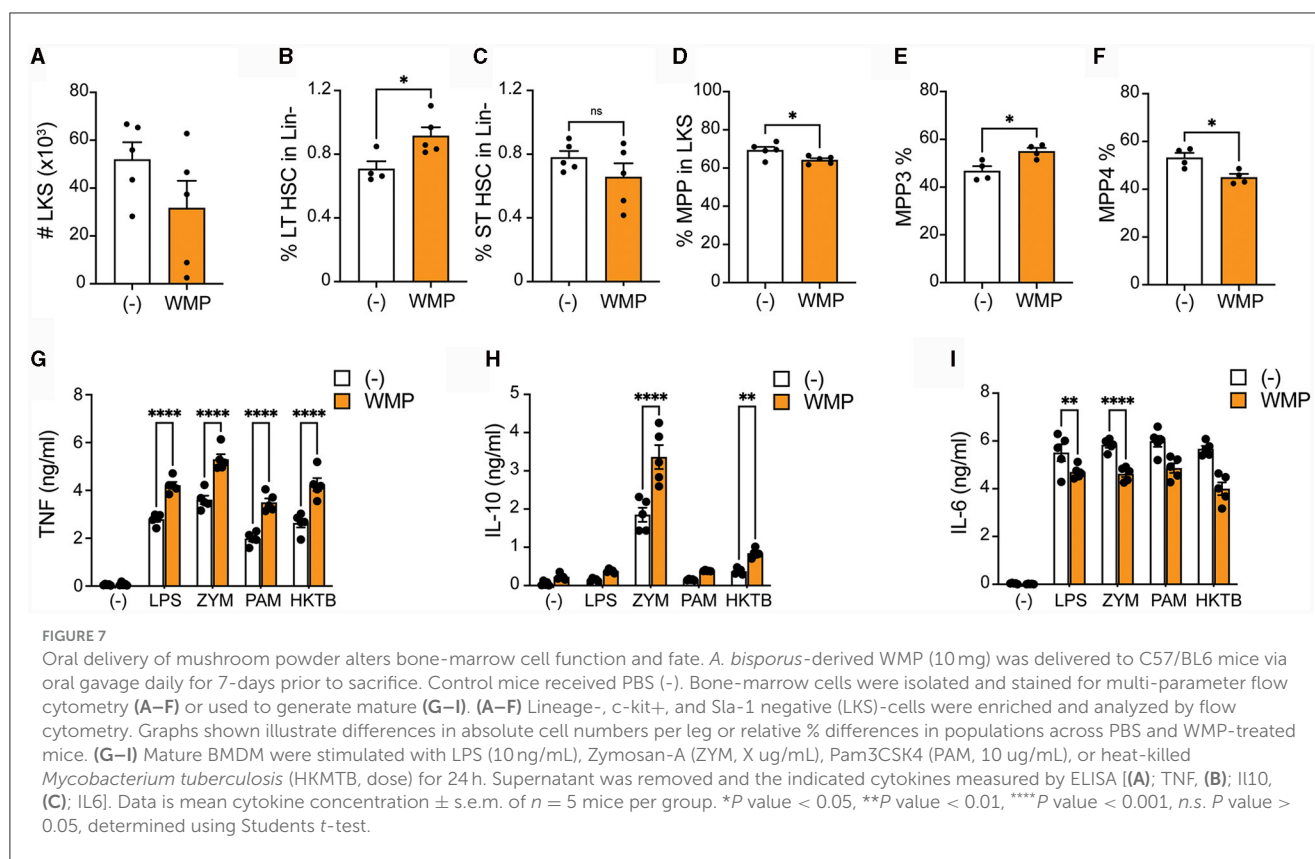 A
B
C
D
E
F
# LKS (x10³)
80
60
40
20
0
(-) WMP
% LT HSC in Lin-
1.2
0.8
0.4
0
*
(-) WMP
% ST HSC in Lin-
1.2
0.8
0.4
0
ns
(-) WMP
% MPP in LKS
100
80
60
40
20
0
*
(-) WMP
MPP3 %
80
60
40
20
0
*
(-) WMP
MPP4 %
80
60
40
20
0
*
(-) WMP
G
(-)
WMP
TNF (ng/ml)
8
6
4
2
0
**** **** **** ****
(-) LPS ZYM PAM HKTB
H
(-)
WMP
IL-10 (ng/ml)
5
4
3
2
1
0
**** **
(-) LPS ZYM PAM HKTB
I
(-)
WMP
IL-6 (ng/ml)
8
6
4
2
0
** ****
(-) LPS ZYM PAM HKTB
FIGURE 7
Oral delivery of mushroom powder alters bone-marrow cell function and fate. A. bisporus-derived WMP (10 mg) was delivered to C57/BL6 mice via
oral gavage daily for 7-days prior to sacrifice. Control mice received PBS (-). Bone-marrow cells were isolated and stained for multi-parameter flow
cytometry (A–F) or used to generate mature (G–I). (A–F) Lineage-, c-kit+, and Sla-1 negative (LKS)-cells were enriched and analyzed by flow
cytometry. Graphs shown illustrate differences in absolute cell numbers per leg or relative % differences in populations across PBS and WMP-treated
mice. (G–I) Mature BMDM were stimulated with LPS (10 ng/mL), Zymosan-A (ZYM, X ug/mL), Pam3CSK4 (PAM, 10 ug/mL), or heat-killed
Mycobacterium tuberculosis (HKMTB, dose) for 24 h. Supernatant was removed and the indicated cytokines measured by ELISA [(A); TNF, (B); Il10,
(C); IL6]. Data is mean cytokine concentration ± s.e.m. of n = 5 mice per group. *P value < 0.05, **P value < 0.01, ****P value < 0.001, n.s. P value >
0.05, determined using Students t-test.